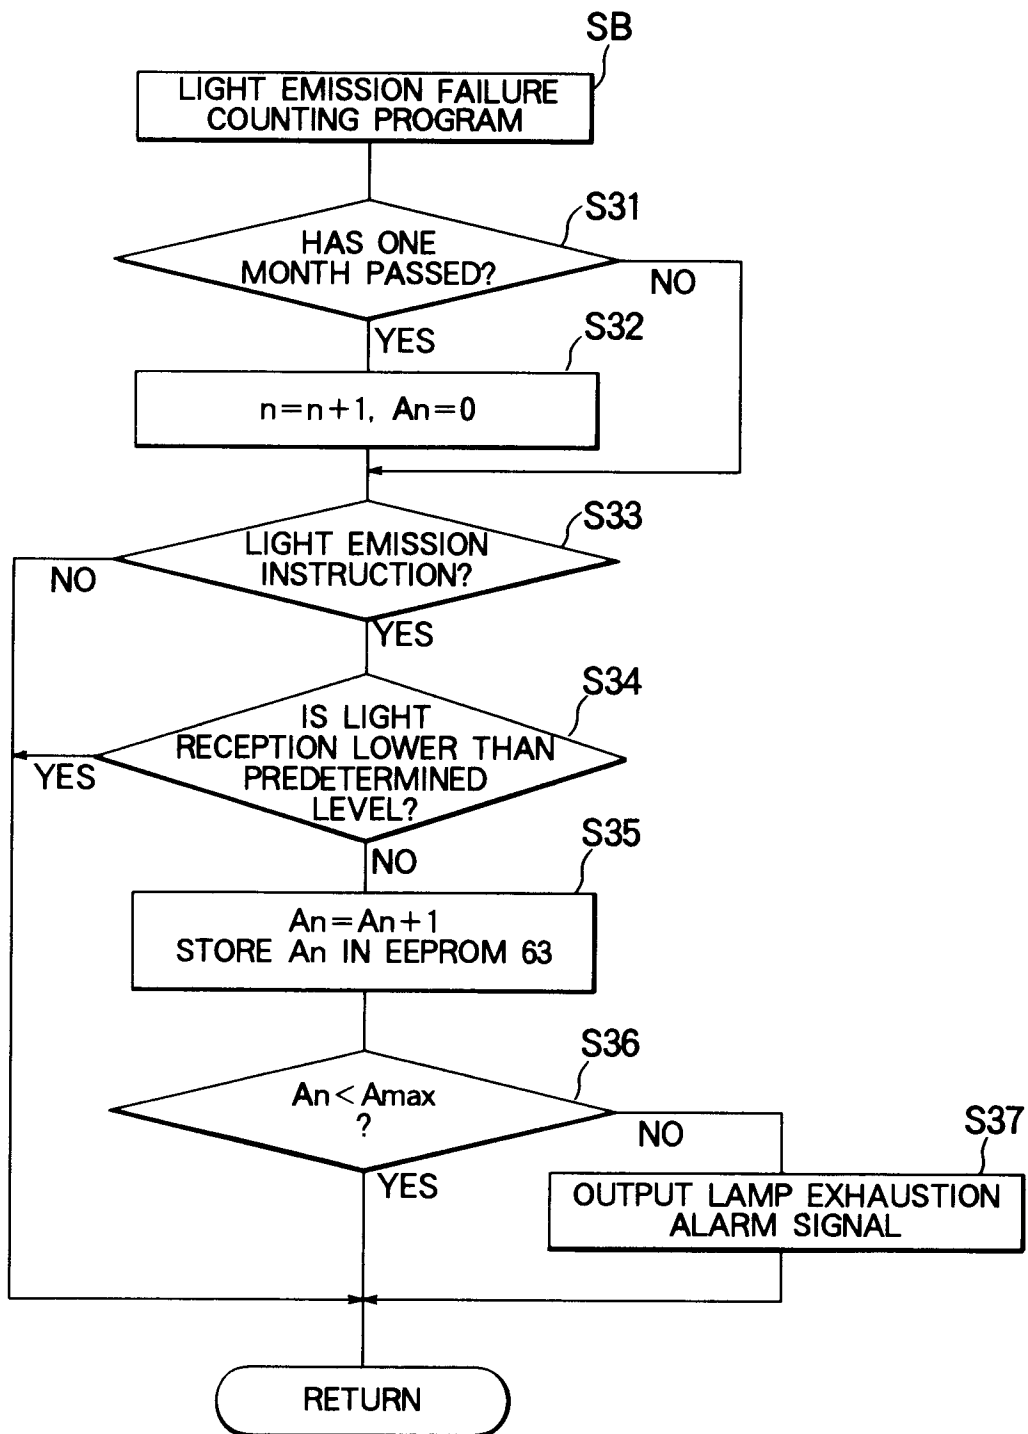 SB
LIGHT EMISSION FAILURE
COUNTING PROGRAM
S31
HAS ONE
MONTH PASSED?
NO
YES
S32
n=n+1, An=0
S33
LIGHT EMISSION
INSTRUCTION?
NO
YES
S34
IS LIGHT
RECEPTION LOWER THAN
PREDETERMINED
LEVEL?
YES
NO
S35
An=An+1
STORE An IN EEPROM 63
S36
An<Amax
?
NO
YES
S37
OUTPUT LAMP EXHAUSTION
ALARM SIGNAL
RETURN